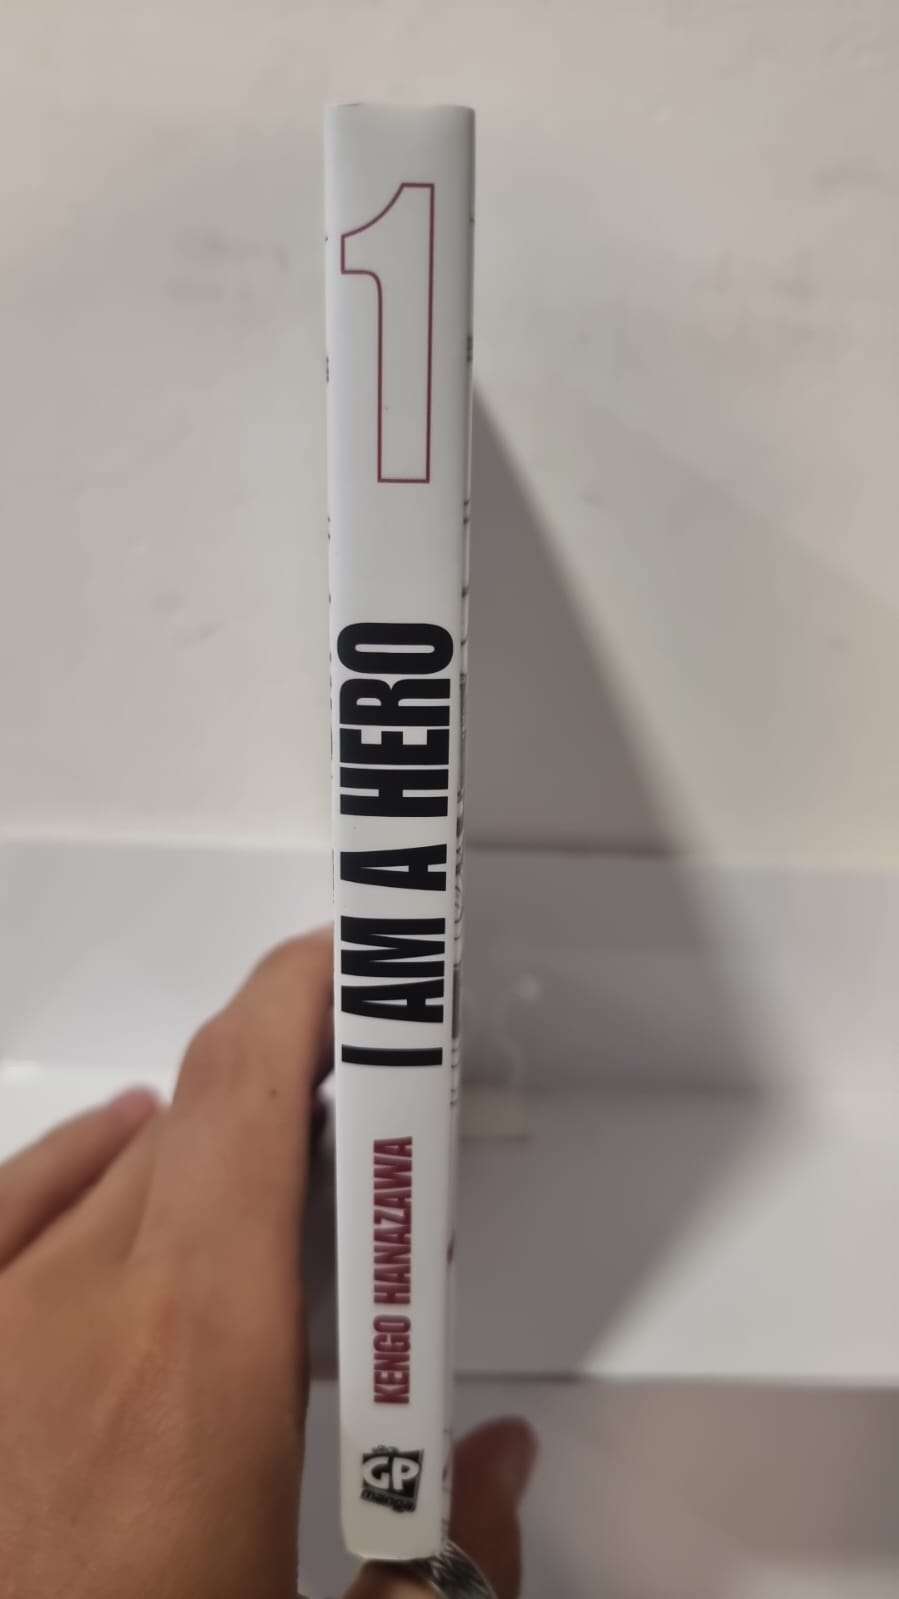 1
I AM A HERO
KENGO HANAZAWA
GP
manga